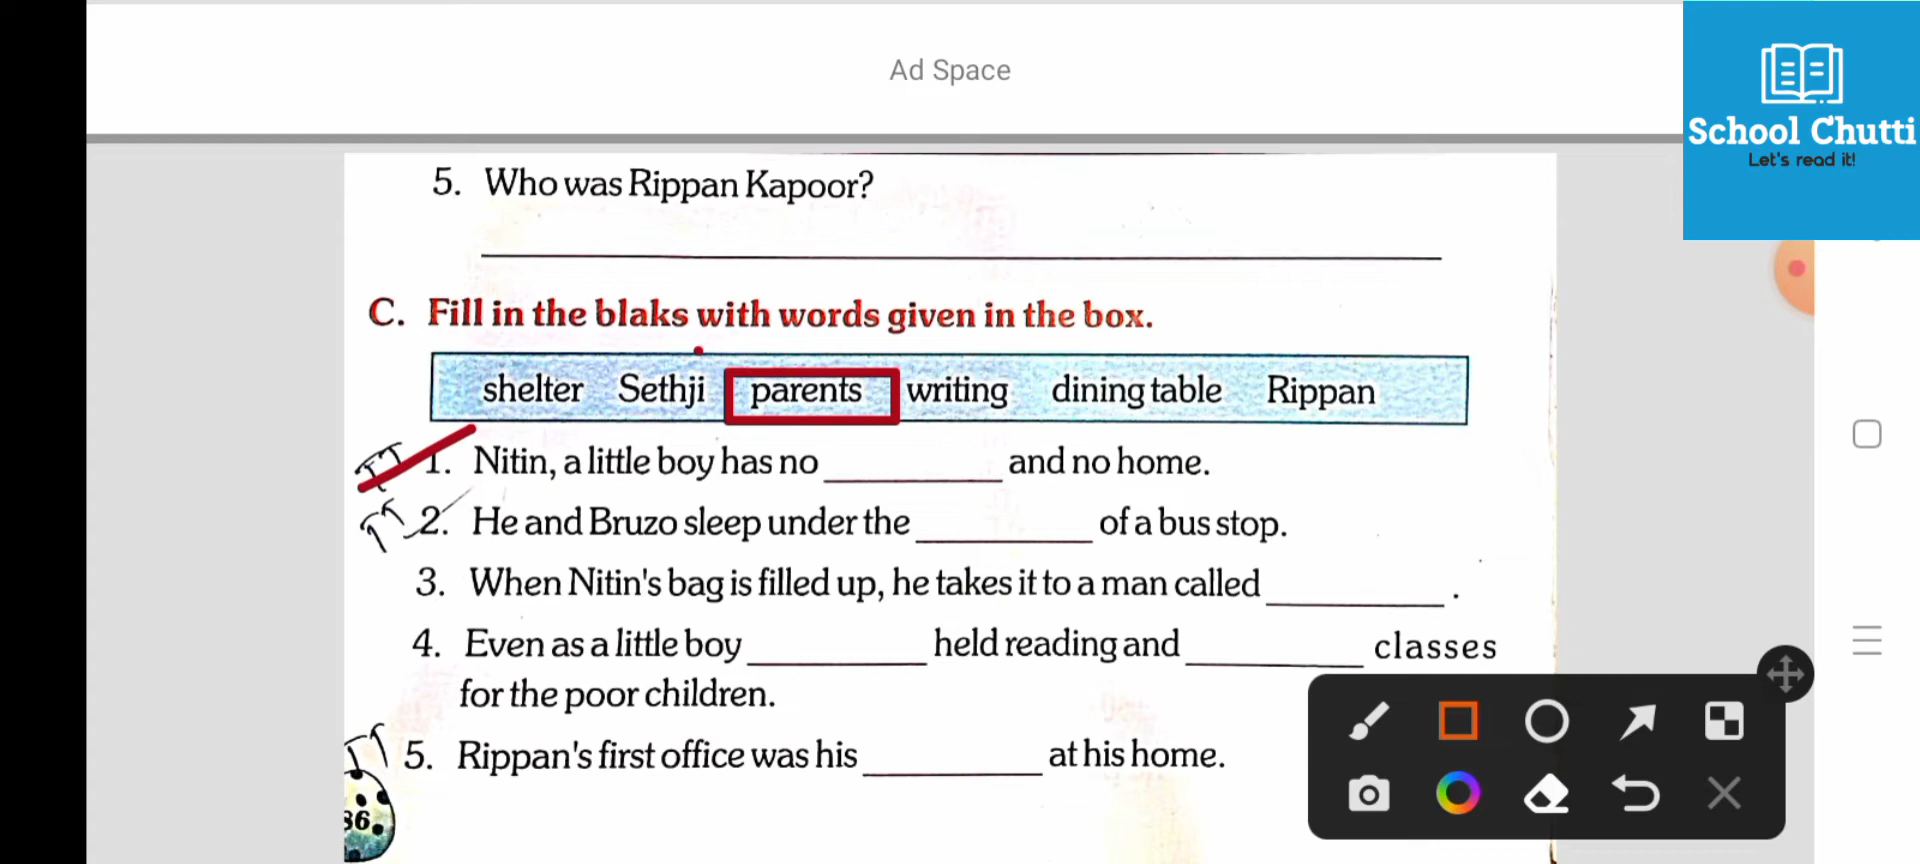 Ad Space
School Chutti
Let's read it!
5. Who was Rippan Kapoor?
C. Fill in the blaks with words given in the box.
shelter Sethji parents writing dining table Rippan
1. Nitin, a little boy has no __________ and no home.
2. He and Bruzo sleep under the __________ of a bus stop.
3. When Nitin's bag is filled up, he takes it to a man called __________ .
4. Even as a little boy __________ held reading and __________ classes
for the poor children.
5. Rippan's first office was his __________ at his home.
36